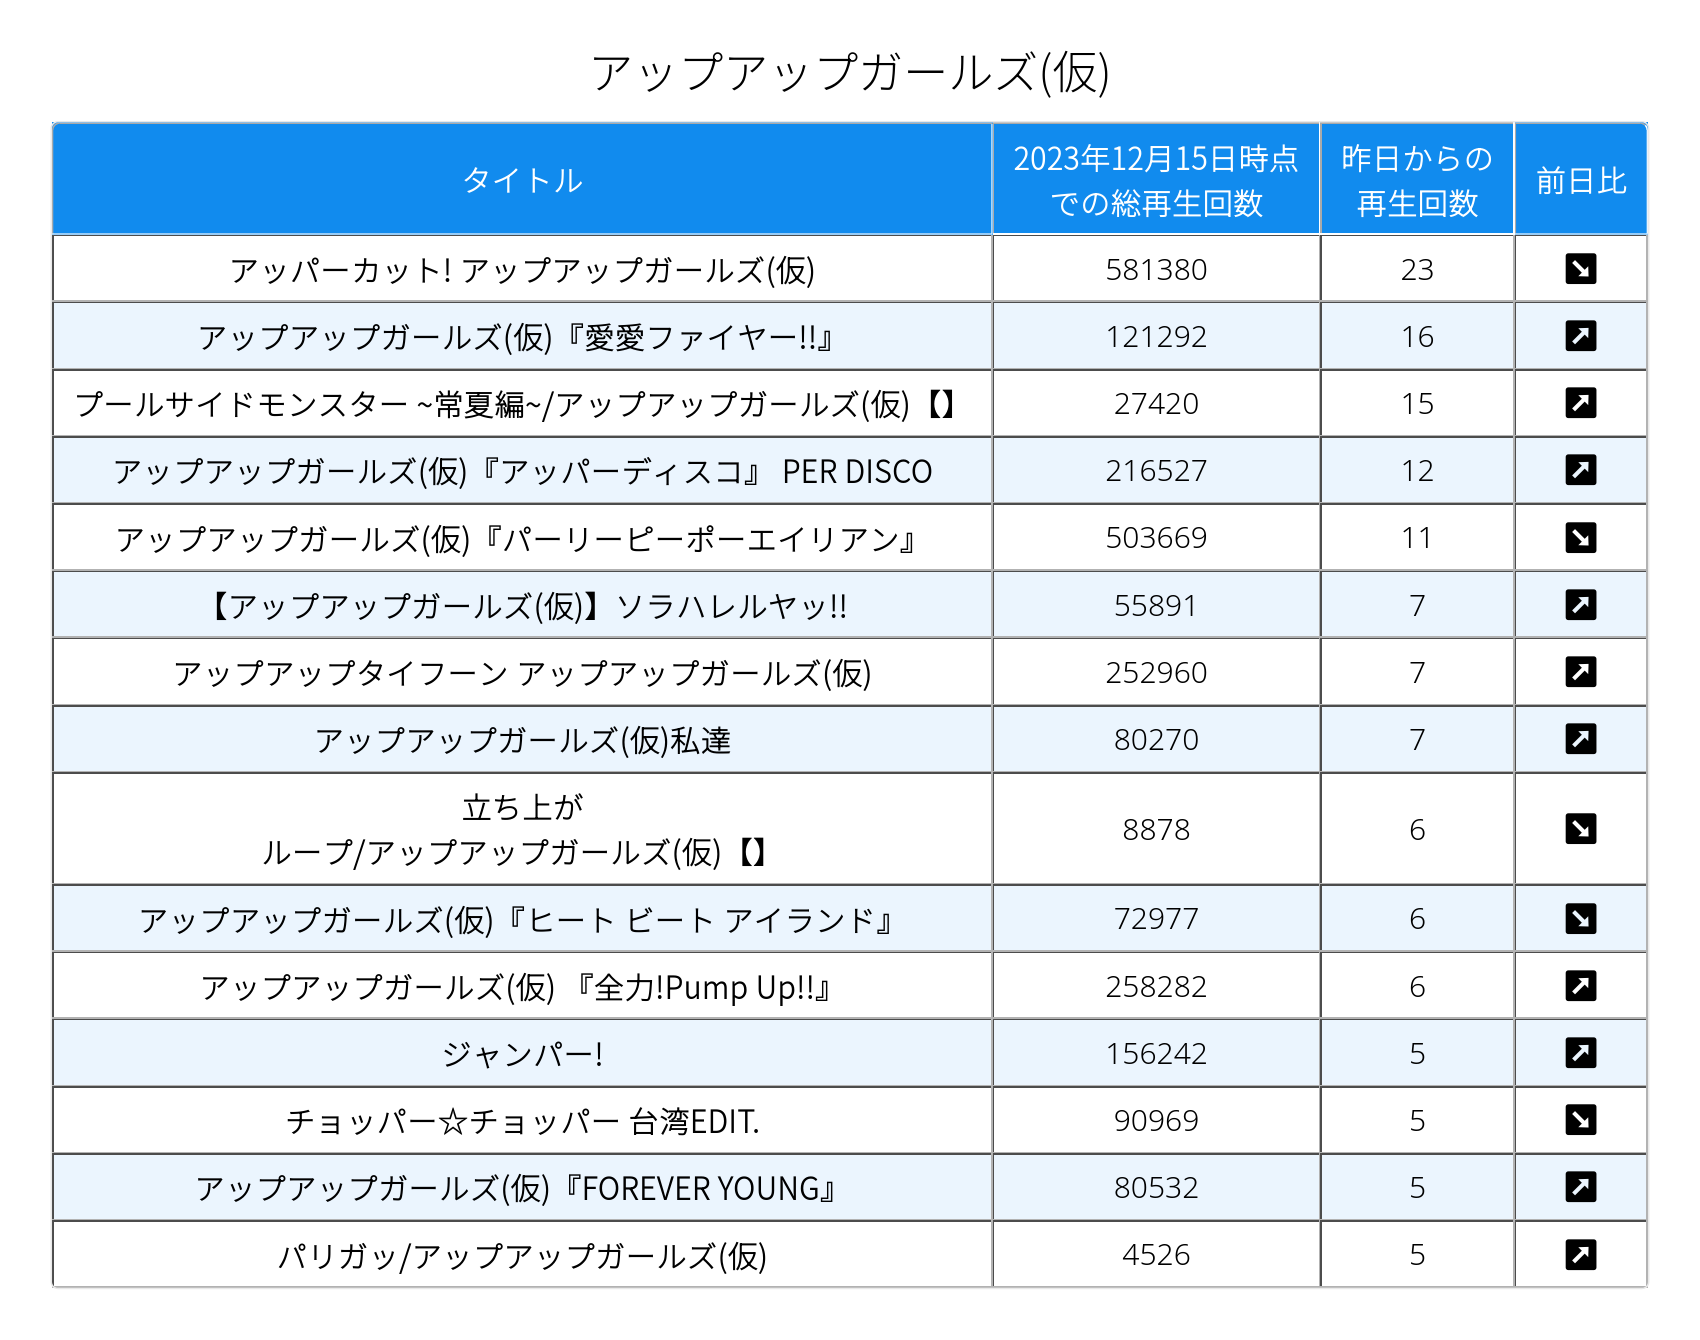 アップアップガールズ(仮)
タイトル 2023年12月15日時点での総再生回数 昨日からの再生回数 前日比
アッパーカット! アップアップガールズ(仮) 581380 23 ↘
アップアップガールズ(仮)『愛愛ファイヤー!!』 121292 16 ↗
プールサイドモンスター ~常夏編~/アップアップガールズ(仮)【】 27420 15 ↗
アップアップガールズ(仮)『アッパーディスコ』 PER DISCO 216527 12 ↗
アップアップガールズ(仮)『パーリーピーポーエイリアン』 503669 11 ↘
【アップアップガールズ(仮)】ソラハレルヤッ!! 55891 7 ↗
アップアップタイフーン アップアップガールズ(仮) 252960 7 ↗
アップアップガールズ(仮)私達 80270 7 ↗
立ち上が
ループ/アップアップガールズ(仮)【】 8878 6 ↘
アップアップガールズ(仮)『ヒート ビート アイランド』 72977 6 ↘
アップアップガールズ(仮) 『全力!Pump Up!!』 258282 6 ↗
ジャンパー! 156242 5 ↗
チョッパー☆チョッパー 台湾EDIT. 90969 5 ↘
アップアップガールズ(仮)『FOREVER YOUNG』 80532 5 ↗
パリガッ/アップアップガールズ(仮) 4526 5 ↗